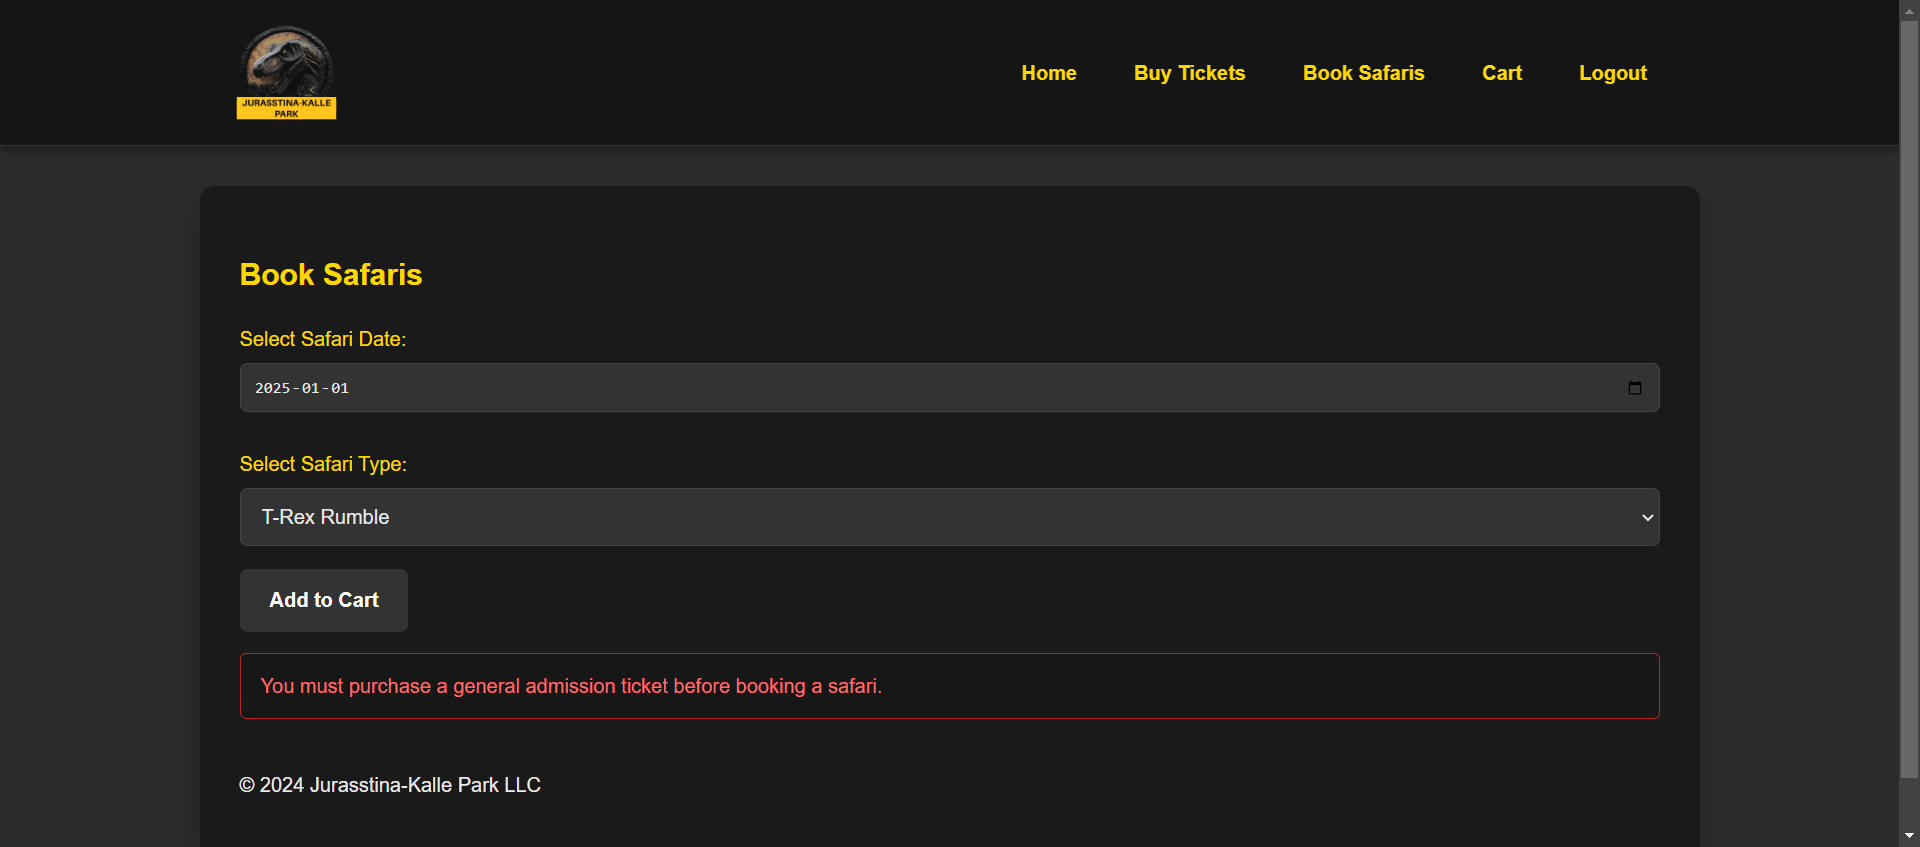 JURASSTINA-KALLE
PARK
Home
Buy Tickets
Book Safaris
Cart
Logout
Book Safaris
Select Safari Date:
2025-01-01
Select Safari Type:
T-Rex Rumble
Add to Cart
You must purchase a general admission ticket before booking a safari.
© 2024 Jurasstina-Kalle Park LLC